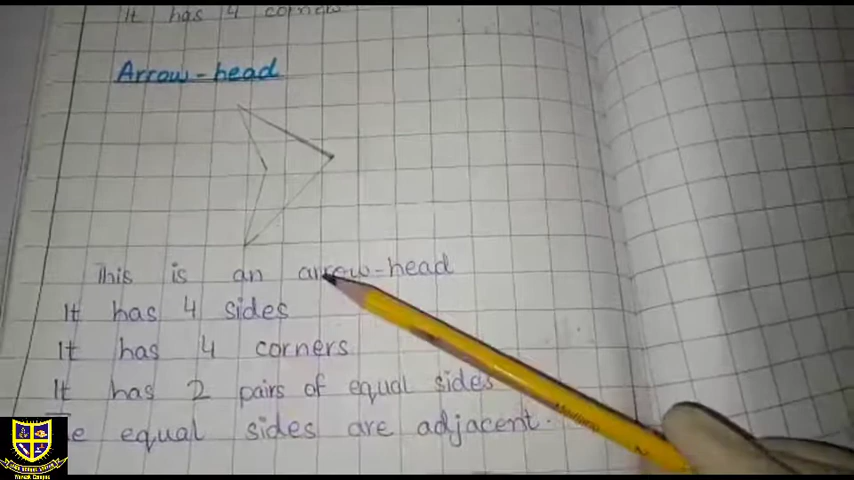 It has 4 corners
Arrow-head
This is an arrow-head
It has 4 sides
It has 4 corners
It has 2 pairs of equal sides
The equal sides are adjacent.